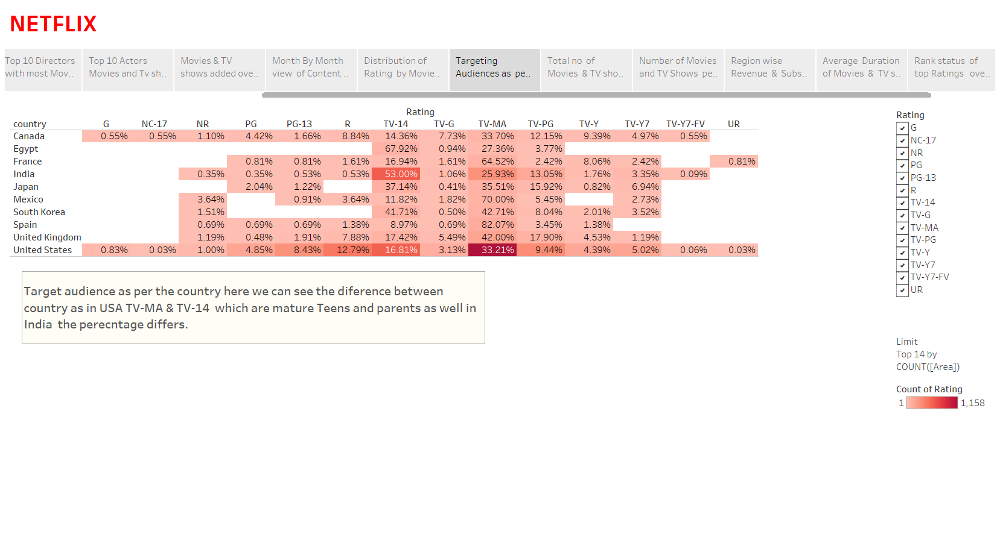 NETFLIX
Top 10 Directors with most Mov..
Top 10 Actors Movies and Tv sh..
Movies & TV shows added ove..
Month By Month view of Content ..
Distribution of Rating by Movie..
Targeting Audiences as pe..
Total no of Movies & TV sho..
Number of Movies and TV Shows pe..
Region wise Revenue & Subs..
Average Duration of Movies & TV s..
Rank status of top Ratings ove..
Rating
country G NC-17 NR PG PG-13 R TV-14 TV-G TV-MA TV-PG TV-Y TV-Y7 TV-Y7-FV UR
Canada 0.55% 0.55% 1.10% 4.42% 1.66% 8.84% 14.36% 7.73% 33.70% 12.15% 9.39% 4.97% 0.55%
Egypt 67.92% 0.94% 27.36% 3.77%
France 0.81% 0.81% 1.61% 16.94% 1.61% 64.52% 2.42% 8.06% 2.42% 0.81%
India 0.35% 0.35% 0.53% 0.53% 53.00% 1.06% 25.93% 13.05% 1.76% 3.35% 0.09%
Japan 2.04% 1.22% 37.14% 0.41% 35.51% 15.92% 0.82% 6.94%
Mexico 3.64% 0.91% 3.64% 11.82% 1.82% 70.00% 5.45% 2.73%
South Korea 1.51% 41.71% 0.50% 42.71% 8.04% 2.01% 3.52%
Spain 0.69% 0.69% 0.69% 1.38% 8.97% 0.69% 82.07% 3.45% 1.38%
United Kingdom 1.19% 0.48% 1.91% 7.88% 17.42% 5.49% 42.00% 17.90% 4.53% 1.19%
United States 0.83% 0.03% 1.00% 4.85% 8.43% 12.79% 16.81% 3.13% 33.21% 9.44% 4.39% 5.02% 0.06% 0.03%
Target audience as per the country here we can see the diference between
country as in USA TV-MA & TV-14 which are mature Teens and parents as well in
India the perecntage differs.
Rating
G
NC-17
NR
PG
PG-13
R
TV-14
TV-G
TV-MA
TV-PG
TV-Y
TV-Y7
TV-Y7-FV
UR
Limit
Top 14 by
COUNT([Area])
Count of Rating
1 1,158